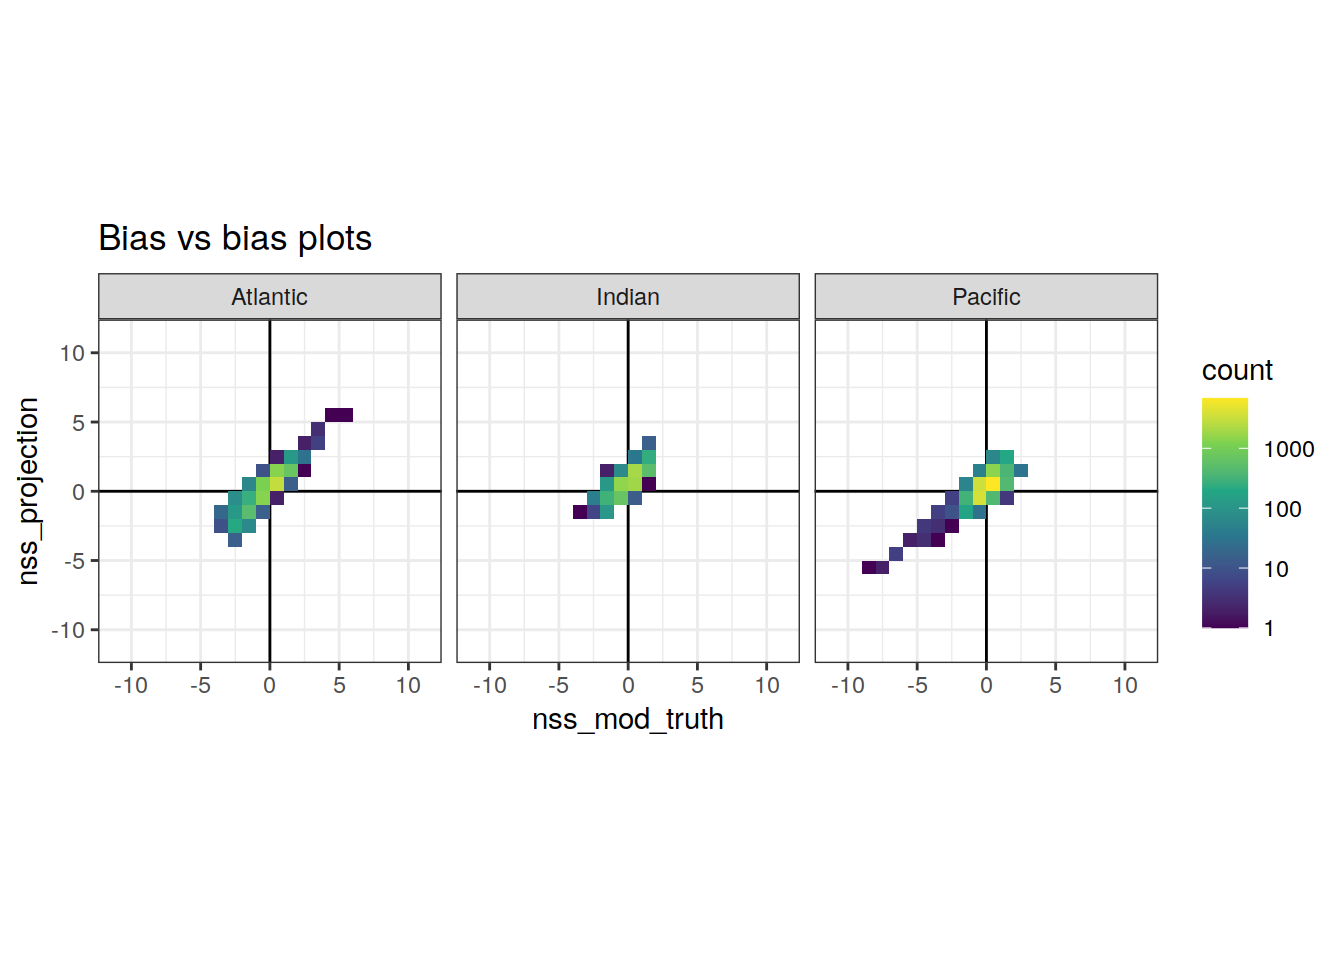 Bias vs bias plots
Atlantic
Indian
Pacific
nss_projection
10
5
0
-5
-10
-10 -5 0 5 10
-10 -5 0 5 10
-10 -5 0 5 10
nss_mod_truth
count
1000
100
10
1